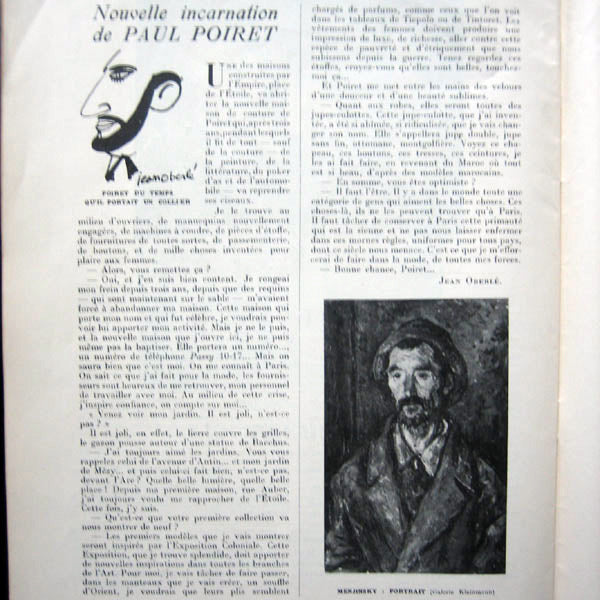 Nouvelle incarnation
de PAUL POIRET
jean oberlé
POIRET DU TEMPS
QU'IL PORTAIT UN COLLIER
UNE des maisons
construites par
l'Empire, place
de l'Étoile, va abri-
ter la nouvelle mai-
son de couture de
Poiret qui, après trois
ans, pendant lesquels
il fit de tout — sauf
de la couture — de
la peinture, de la
littérature, du poker
d'as et de l'automo-
bile — va reprendre
ses ciseaux.
Je le trouve au
milieu d'ouvriers, de mannequins nouvellement
engagées, de machines à coudre, de pièces d'étoffe,
de fournitures de toutes sortes, de passementerie,
de boutons, et de mille choses inventées pour
plaire aux femmes.
— Alors, vous remettez ça ?
— Oui, et j'en suis bien content. Je rongeai
mon frein depuis trois ans, depuis que des requins
— qui sont maintenant sur le sable — m'avaient
forcé à abandonner ma maison. Cette maison qui
porte mon nom et qui fut célèbre, je voudrais pou-
voir lui apporter mon activité. Mais je ne le puis,
et la nouvelle maison que j'ouvre ici, je ne puis
même pas la baptiser. Elle portera un numéro...,
un numéro de téléphone Passy 10-17... Mais on
saura bien que c'est moi. On me connaît à Paris.
On sait ce que j'ai fait pour la mode, les fournis-
seurs sont heureux de me retrouver, mon personnel
de travailler avec moi. Au milieu de cette crise,
j'inspire confiance, on compte sur moi...
« Venez voir mon jardin. Il est joli, n'est-ce
pas ? »
Il est joli, en effet, le lierre couvre les grilles,
le gazon pousse autour d'une statue de Bacchus.
— J'ai toujours aimé les jardins. Vous vous
rappelez celui de l'avenue d'Antin... et mon jardin
de Mézy... et puis celui-ci fait bien, n'est-ce pas,
devant l'Arc ? Quelle belle lumière, quelle belle
place ! Depuis ma première maison, rue Auber,
j'ai toujours voulu me rapprocher de l'Étoile.
Cette fois, j'y suis.
— Qu'est-ce que votre première collection va
nous montrer de neuf ?
— Les premiers modèles que je vais montrer
seront inspirés par l'Exposition Coloniale. Cette
Exposition, que je trouve splendide, doit apporter
de nouvelles inspirations dans toutes les branches
de l'Art. Pour moi, je vais tâcher de faire passer,
dans les manteaux que je vais créer, un souffle
d'Orient, je voudrais que leurs plis semblent
chargés de parfums, comme ceux que l'on voit
dans les tableaux de Tiepolo ou de Tintoret. Les
vêtements des femmes doivent produire une
impression de luxe, de richesse, aller contre cette
espèce de pauvreté et d'étriquement que nous
subissons depuis la guerre. Tenez regardez ces
étoffes, croyez-vous qu'elles sont belles, touchez-
moi ça...
Et Poiret me met entre les mains des velours
d'une douceur et d'une beauté sublimes.
— Quant aux robes, elles seront toutes des
jupes-culottes. Cette jupe-culotte, que j'ai inven-
tée, a été si abîmée, si ridiculisée, que je vais chan-
ger son nom. Elle s'appellera jupe double, jupe
sans fin, ottomane, montgolfière. Voyez ce cha-
peau, ces boutons, ces tresses, ces ceintures, je
les ai fait faire, en revenant du Maroc où tout
est si beau, d'après des modèles marocains.
— En somme, vous êtes optimiste ?
— Il faut l'être. Il y a dans le monde toute une
catégorie de gens qui aiment les belles choses. Ces
choses-là, ils ne les peuvent trouver qu'à Paris.
Il faut tâcher de conserver à Paris cette primauté
qui est la sienne et ne pas nous laisser enfermer
dans ces mornes règles, uniformes pour tous pays,
dont ce siècle nous menace. C'est ce que je m'effor-
cerai de faire dans la mode, de toutes mes forces.
— Bonne chance, Poiret...
JEAN OBERLÉ.
MENJINSKY : PORTRAIT (Galerie Kleinmann)